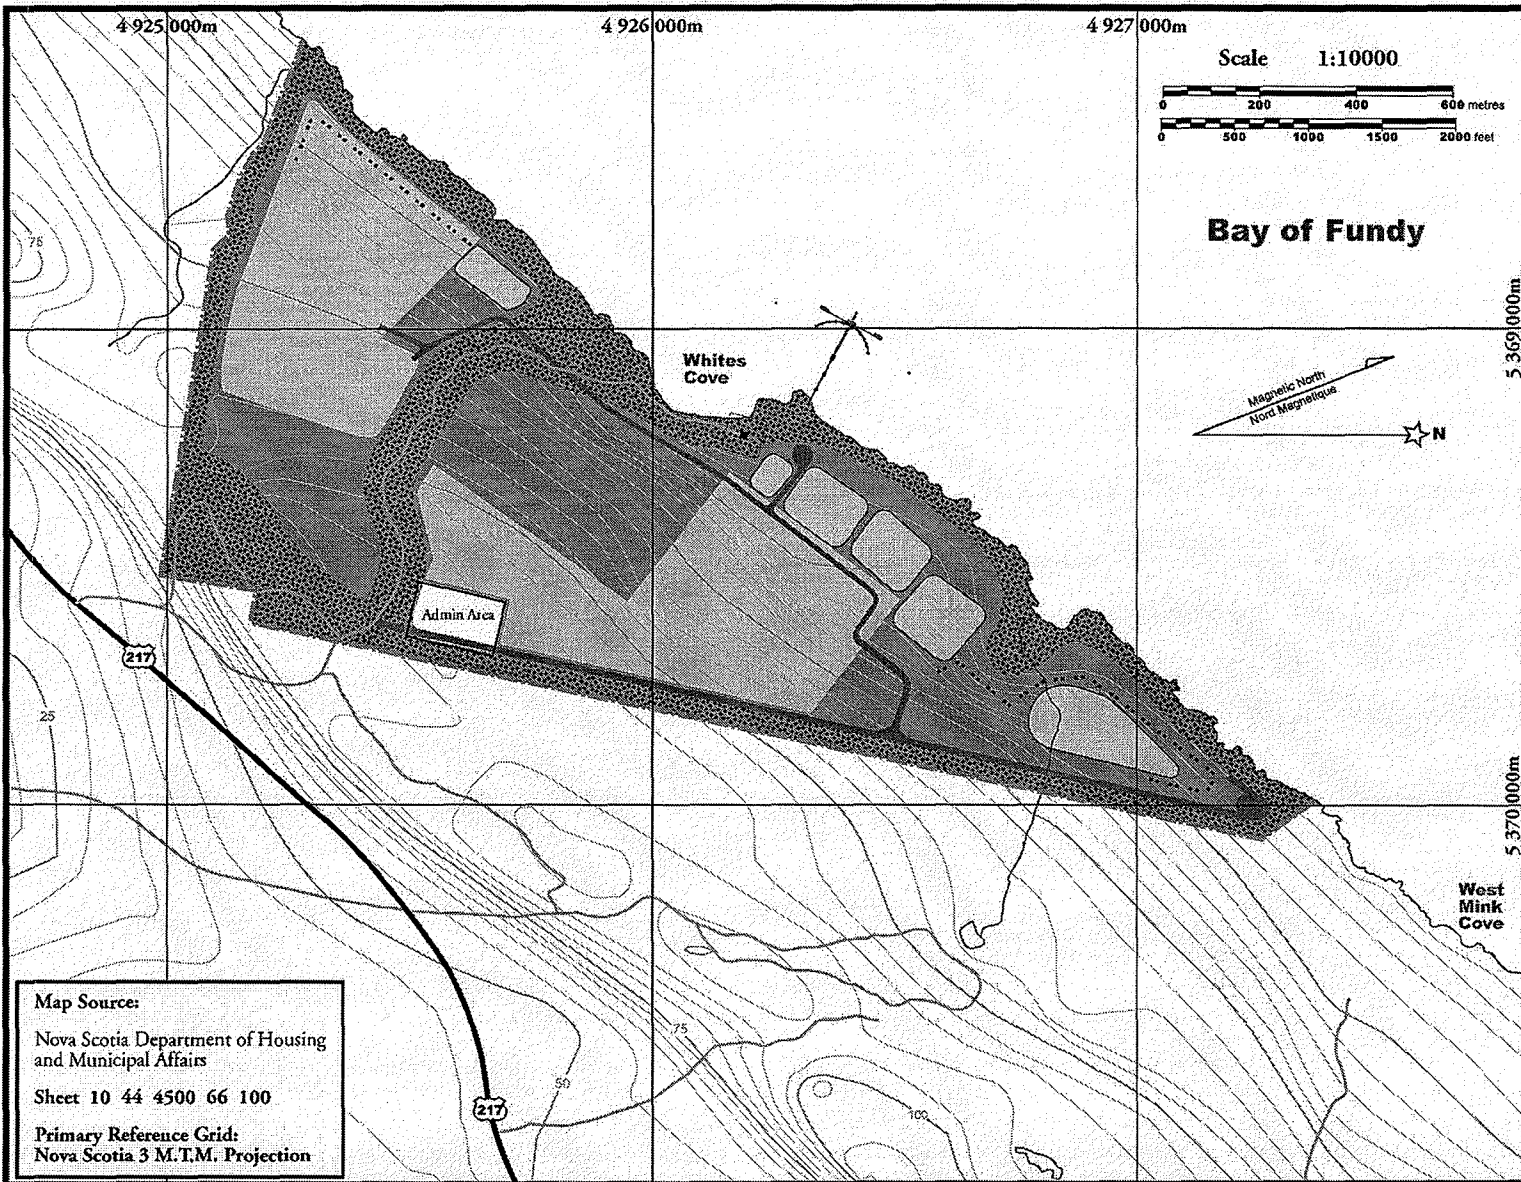 4 925 000m
4 926 000m
4 927 000m
Scale 1:10000
0 200 400 600 metres
0 500 1000 1500 2000 feet
Bay of Fundy
5 369 000m
Whites
Cove
Magnetic North
Nord Magnetique
N
75
Admin Area
217
25
5 370 000m
West
Mink
Cove
Map Source:
Nova Scotia Department of Housing
and Municipal Affairs
Sheet 10 44 4500 66 100
Primary Reference Grid:
Nova Scotia 3 M.T.M. Projection
75
50
100
217